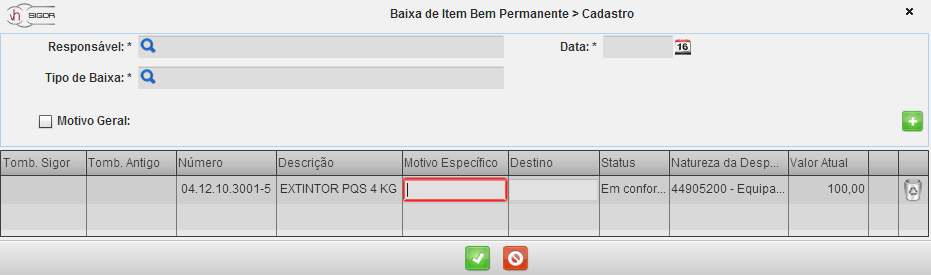 vh SIGOR
Baixa de Item Bem Permanente > Cadastro
Responsável: * Data: * 16
Tipo de Baixa: *
Motivo Geral:
Tomb. Sigor Tomb. Antigo Número Descrição Motivo Específico Destino Status Natureza da Desp... Valor Atual
04.12.10.3001-5 EXTINTOR PQS 4 KG Em confor... 44905200 - Equipa... 100,00